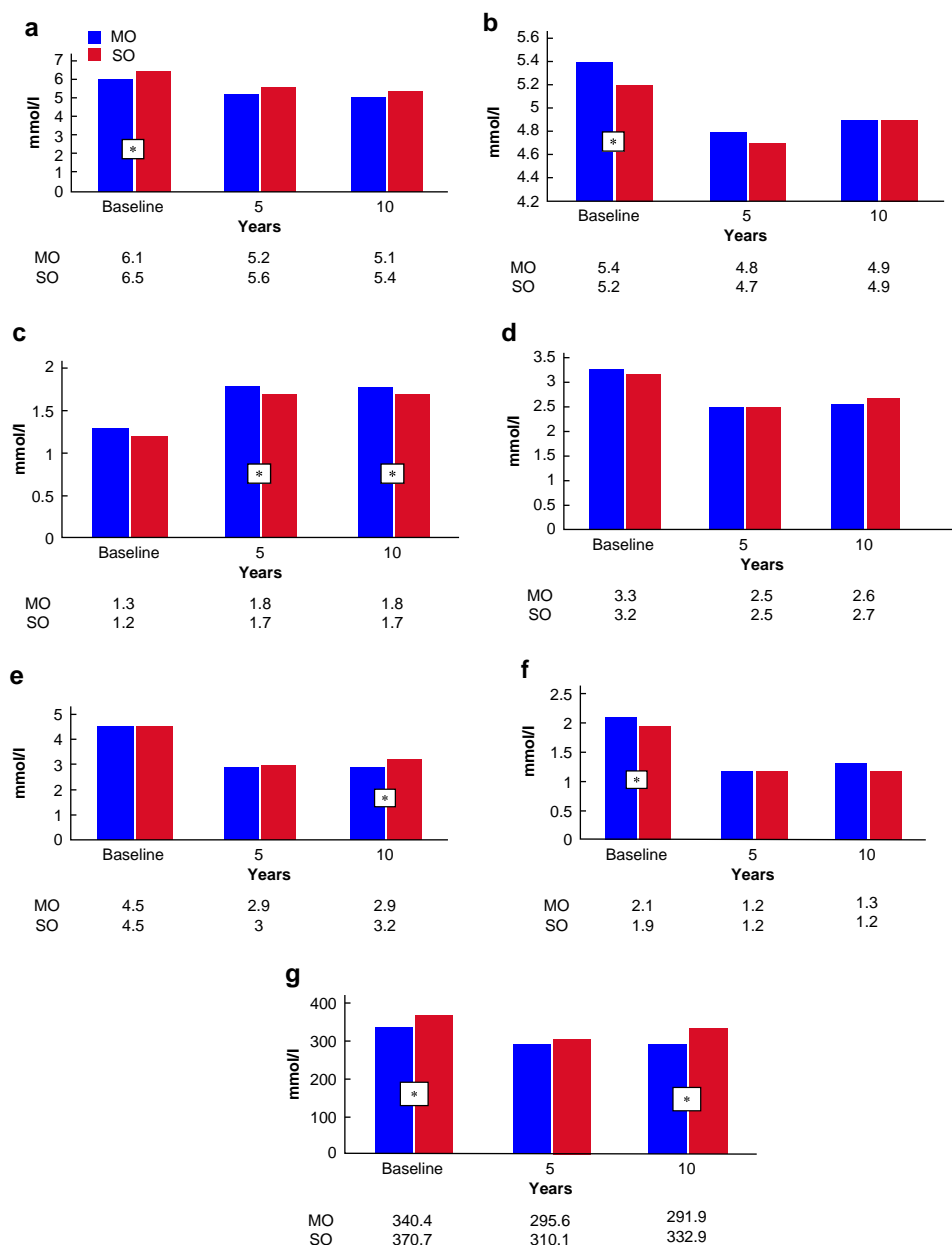 a
MO
SO
mmol/l
7
6
5
4
3
2
1
0
*
Baseline 5 10
Years
MO 6.1 5.2 5.1
SO 6.5 5.6 5.4
b
mmol/l
5.6
5.4
5.2
5
4.8
4.6
4.4
4.2
*
Baseline 5 10
Years
MO 5.4 4.8 4.9
SO 5.2 4.7 4.9
c
mmol/l
2
1.5
1
0.5
0
* *
Baseline 5 10
Years
MO 1.3 1.8 1.8
SO 1.2 1.7 1.7
d
mmol/l
3.5
3
2.5
2
1.5
1
0.5
0
Baseline 5 10
Years
MO 3.3 2.5 2.6
SO 3.2 2.5 2.7
e
mmol/l
5
4
3
2
1
0
*
Baseline 5 10
Years
MO 4.5 2.9 2.9
SO 4.5 3 3.2
f
mmol/l
2.5
2
1.5
1
0.5
0
*
Baseline 5 10
Years
MO 2.1 1.2 1.3
SO 1.9 1.2 1.2
g
mmol/l
400
300
200
100
0
* *
Baseline 5 10
Years
MO 340.4 295.6 291.9
SO 370.7 310.1 332.9